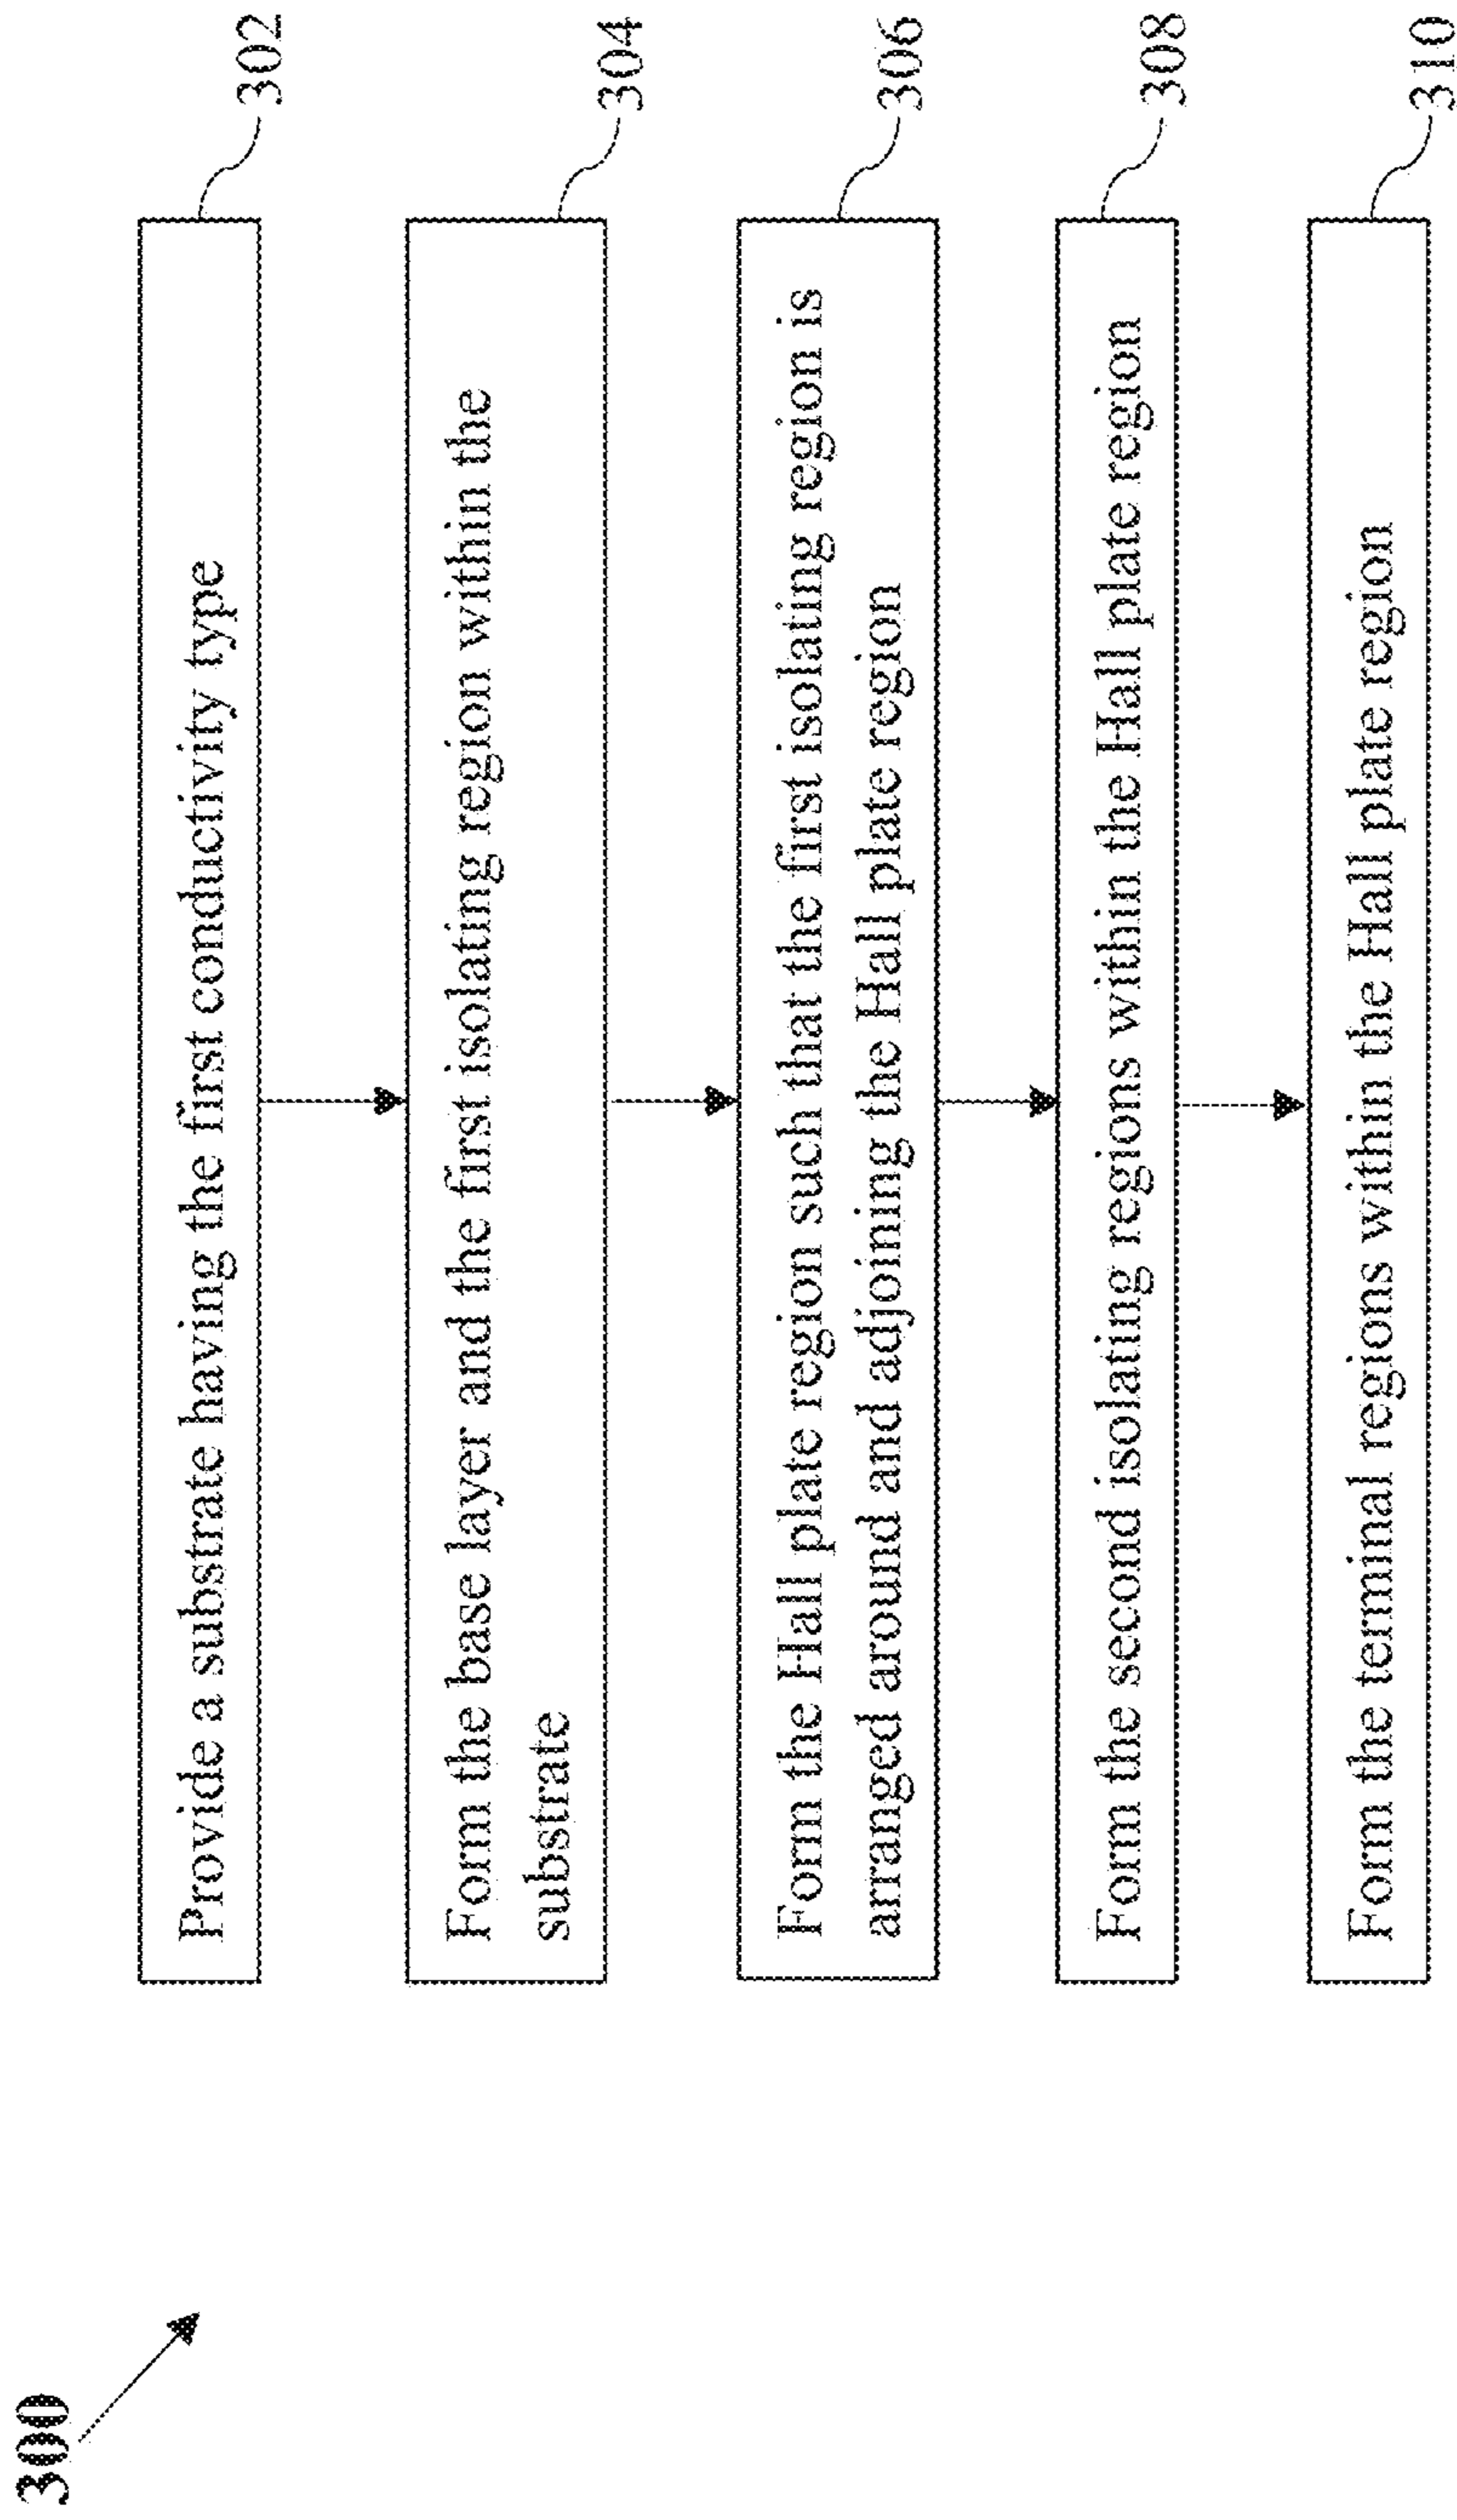 300
Provide a substrate having the first conductivity type
302
Form the base layer and the first isolating region within the
substrate
304
Form the Hall plate region such that the first isolating region is
arranged around and adjoining the Hall plate region
306
Form the second isolating regions within the Hall plate region
308
Form the terminal regions within the Hall plate region
310